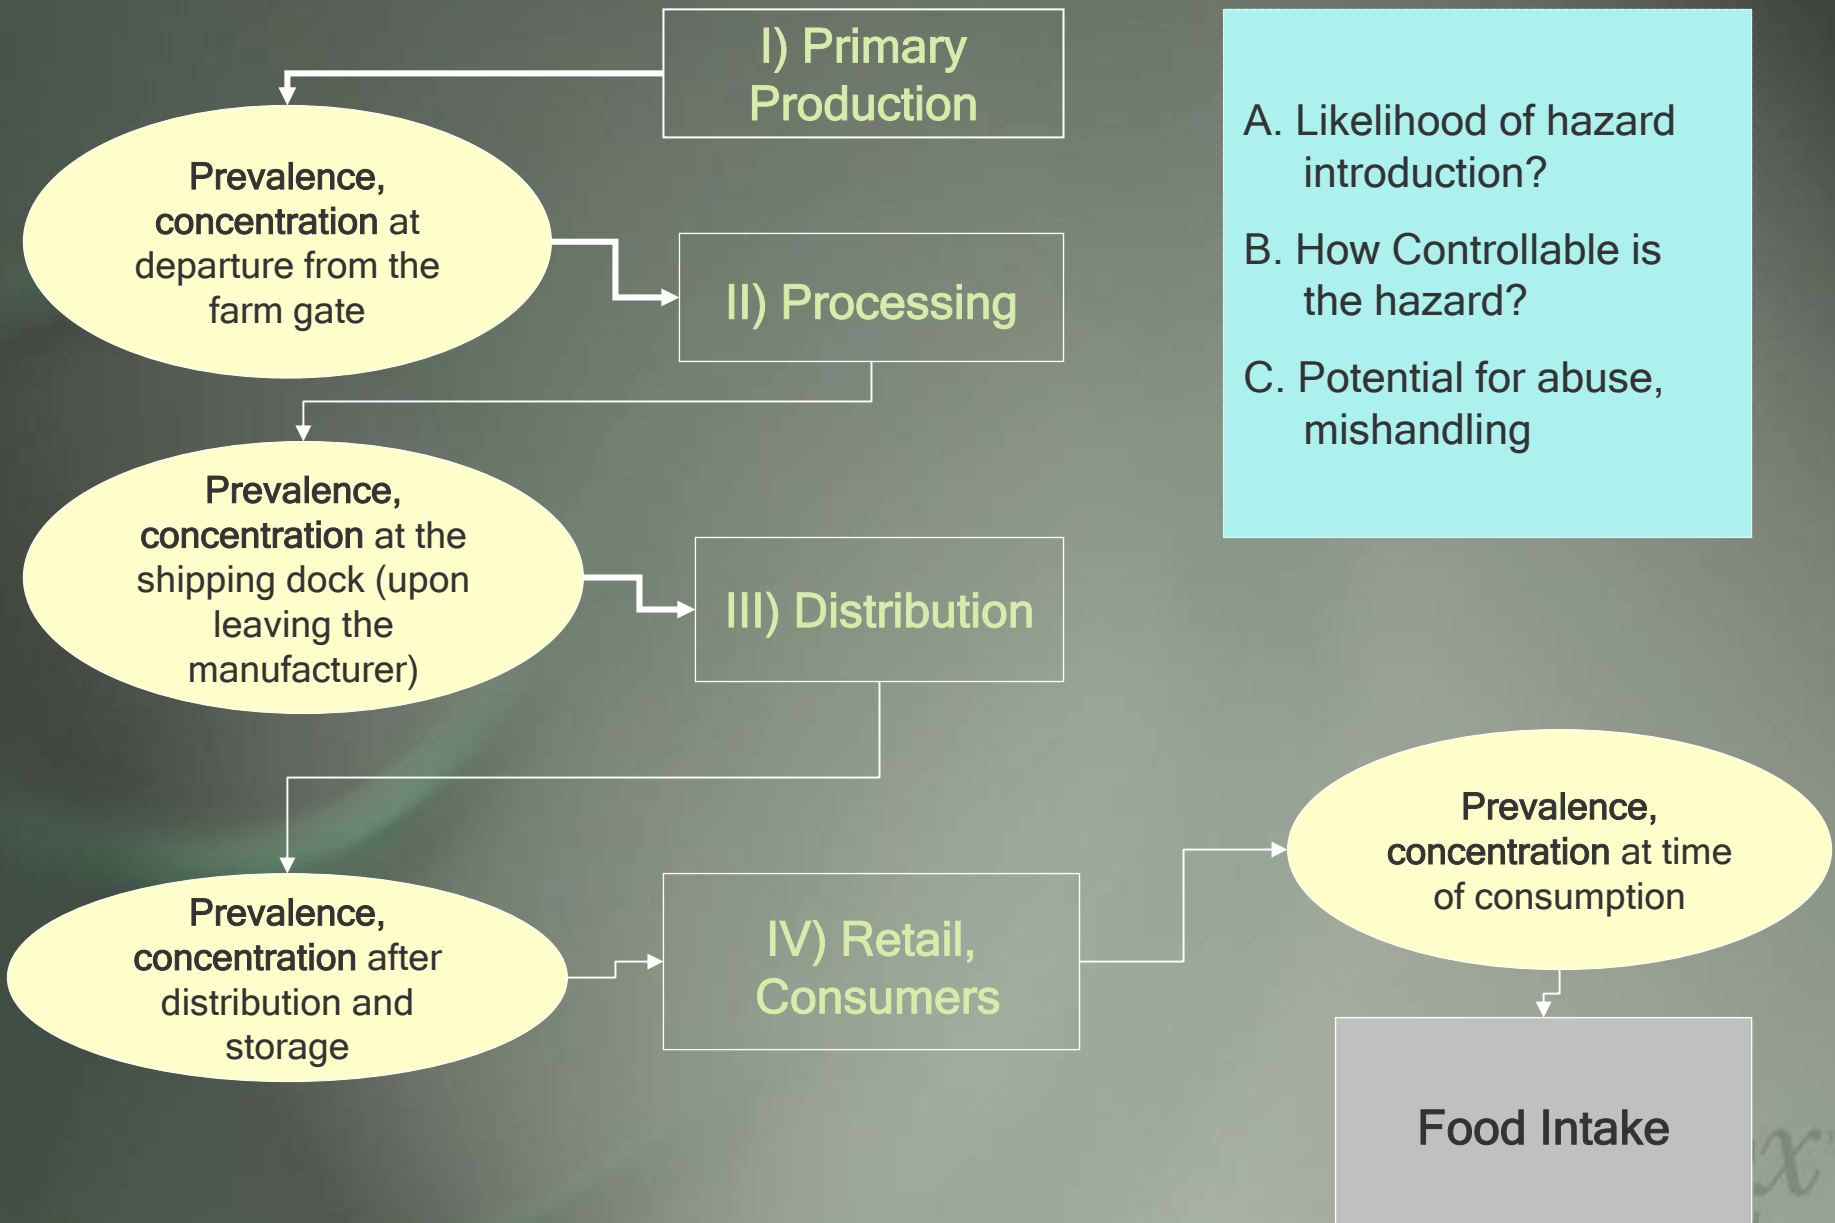 I) Primary
Production
Prevalence,
concentration at
departure from the
farm gate
II) Processing
Prevalence,
concentration at the
shipping dock (upon
leaving the
manufacturer)
III) Distribution
Prevalence,
concentration after
distribution and
storage
IV) Retail,
Consumers
Prevalence,
concentration at time
of consumption
Food Intake
A. Likelihood of hazard
introduction?
B. How Controllable is
the hazard?
C. Potential for abuse,
mishandling